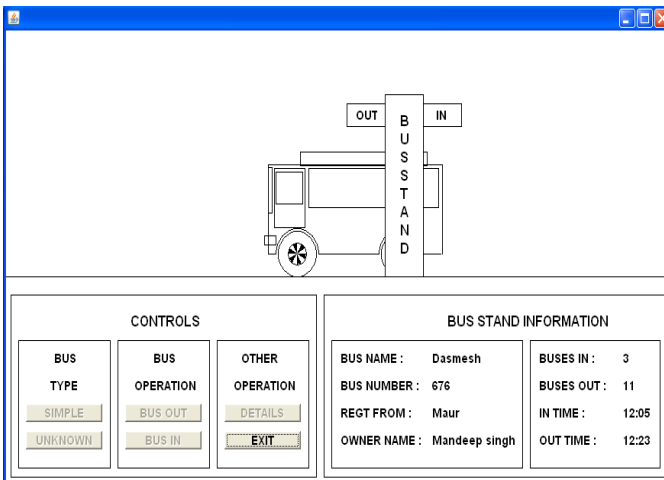 OUT
IN
BUSSTAND
CONTROLS
BUS
TYPE
SIMPLE
UNKNOWN
BUS
OPERATION
BUS OUT
BUS IN
OTHER
OPERATION
DETAILS
EXIT
BUS STAND INFORMATION
BUS NAME : Dasmesh
BUS NUMBER : 676
REGT FROM : Maur
OWNER NAME : Mandeep singh
BUSES IN : 3
BUSES OUT : 11
IN TIME : 12:05
OUT TIME : 12:23